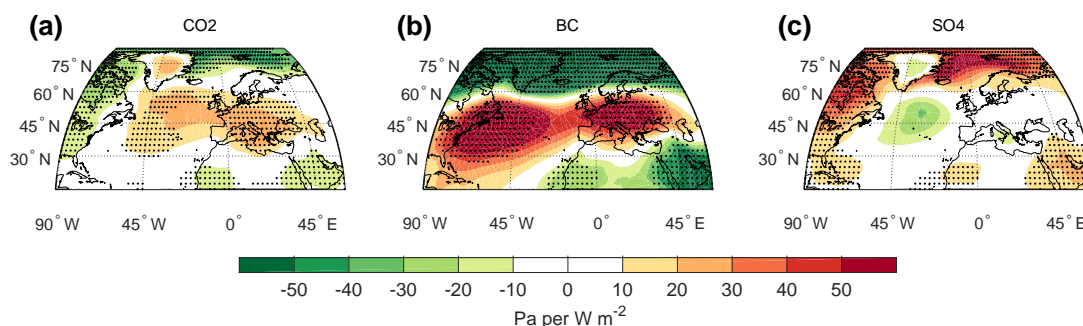 (a) CO2 (b) BC (c) SO4
75° N 75° N 75° N
60° N 60° N 60° N
45° N 45° N 45° N
30° N 30° N 30° N
90° W 45° W 0° 45° E 90° W 45° W 0° 45° E 90° W 45° W 0° 45° E
-50 -40 -30 -20 -10 0 10 20 30 40 50
Pa per W m⁻²